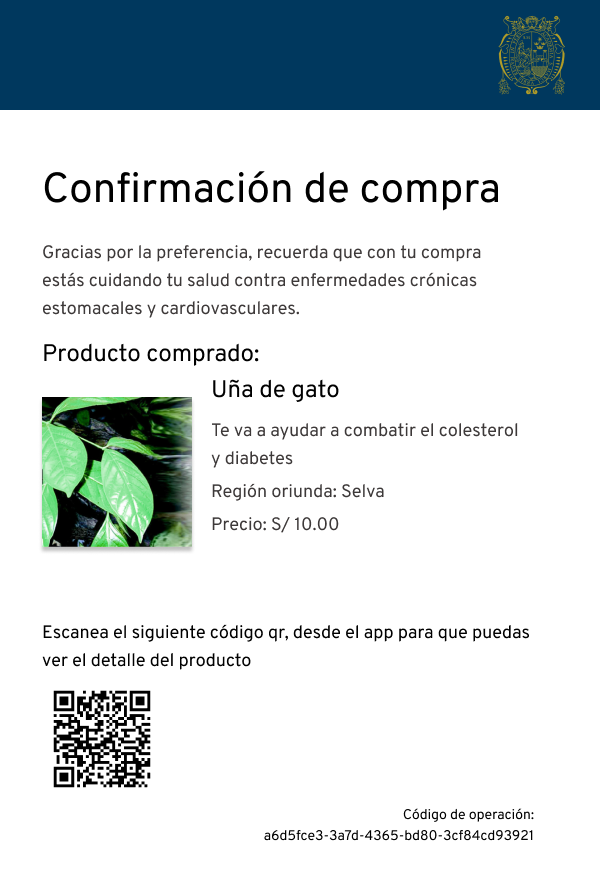 Confirmación de compra
Gracias por la preferencia, recuerda que con tu compra
estás cuidando tu salud contra enfermedades crónicas
estomacales y cardiovasculares.
Producto comprado:
Uña de gato
Te va a ayudar a combatir el colesterol
y diabetes
Región oriunda: Selva
Precio: S/ 10.00
Escanea el siguiente código qr, desde el app para que puedas
ver el detalle del producto
Código de operación:
a6d5fce3-3a7d-4365-bd80-3cf84cd93921